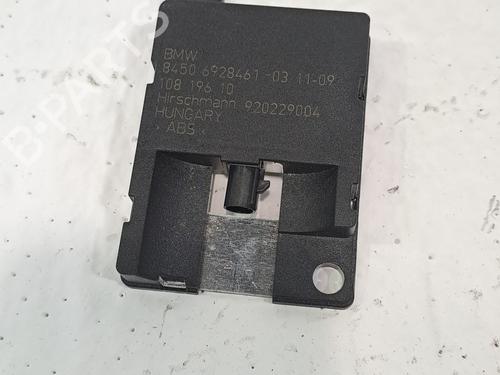 BMW
8450 6928461 -03 11-09
108 196 10
Hirschmann 920229004
HUNGARY
> ABS <
B-PARTS